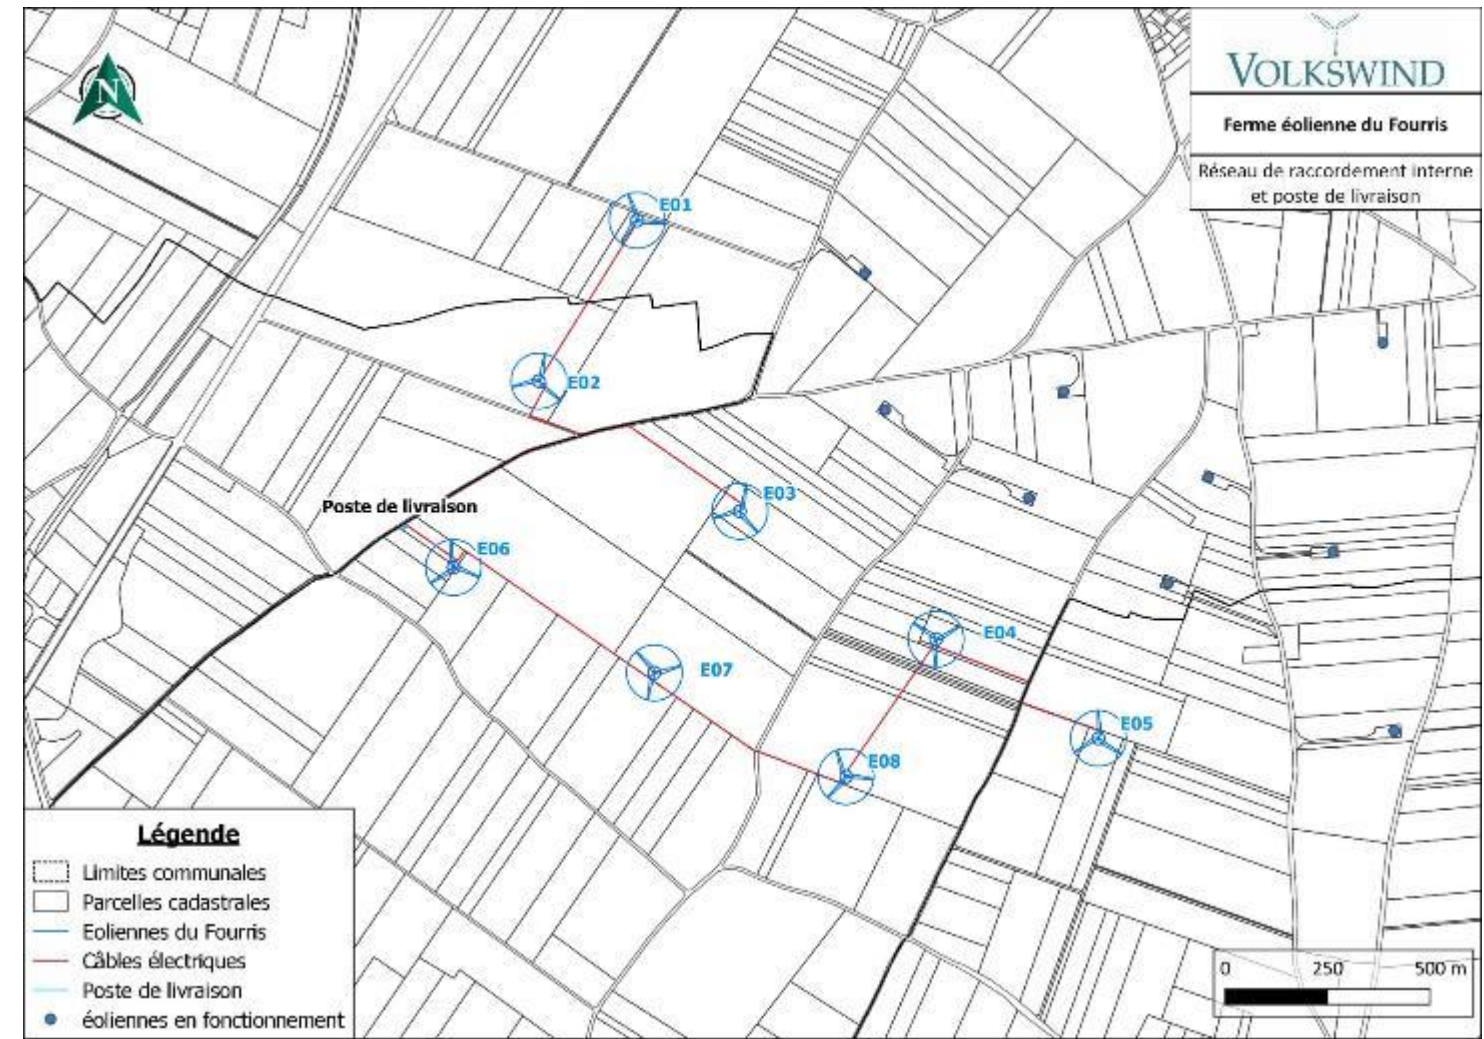 N
VOLKSWIND
Ferme éolienne du Fourris
Réseau de raccordement interne
et poste de livraison
E01
E02
E03
Poste de livraison
E06
E04
E07
E05
E08
Légende
Limites communales
Parcelles cadastrales
Eoliennes du Fourris
Câbles électriques
Poste de livraison
éoliennes en fonctionnement
0 250 500 m